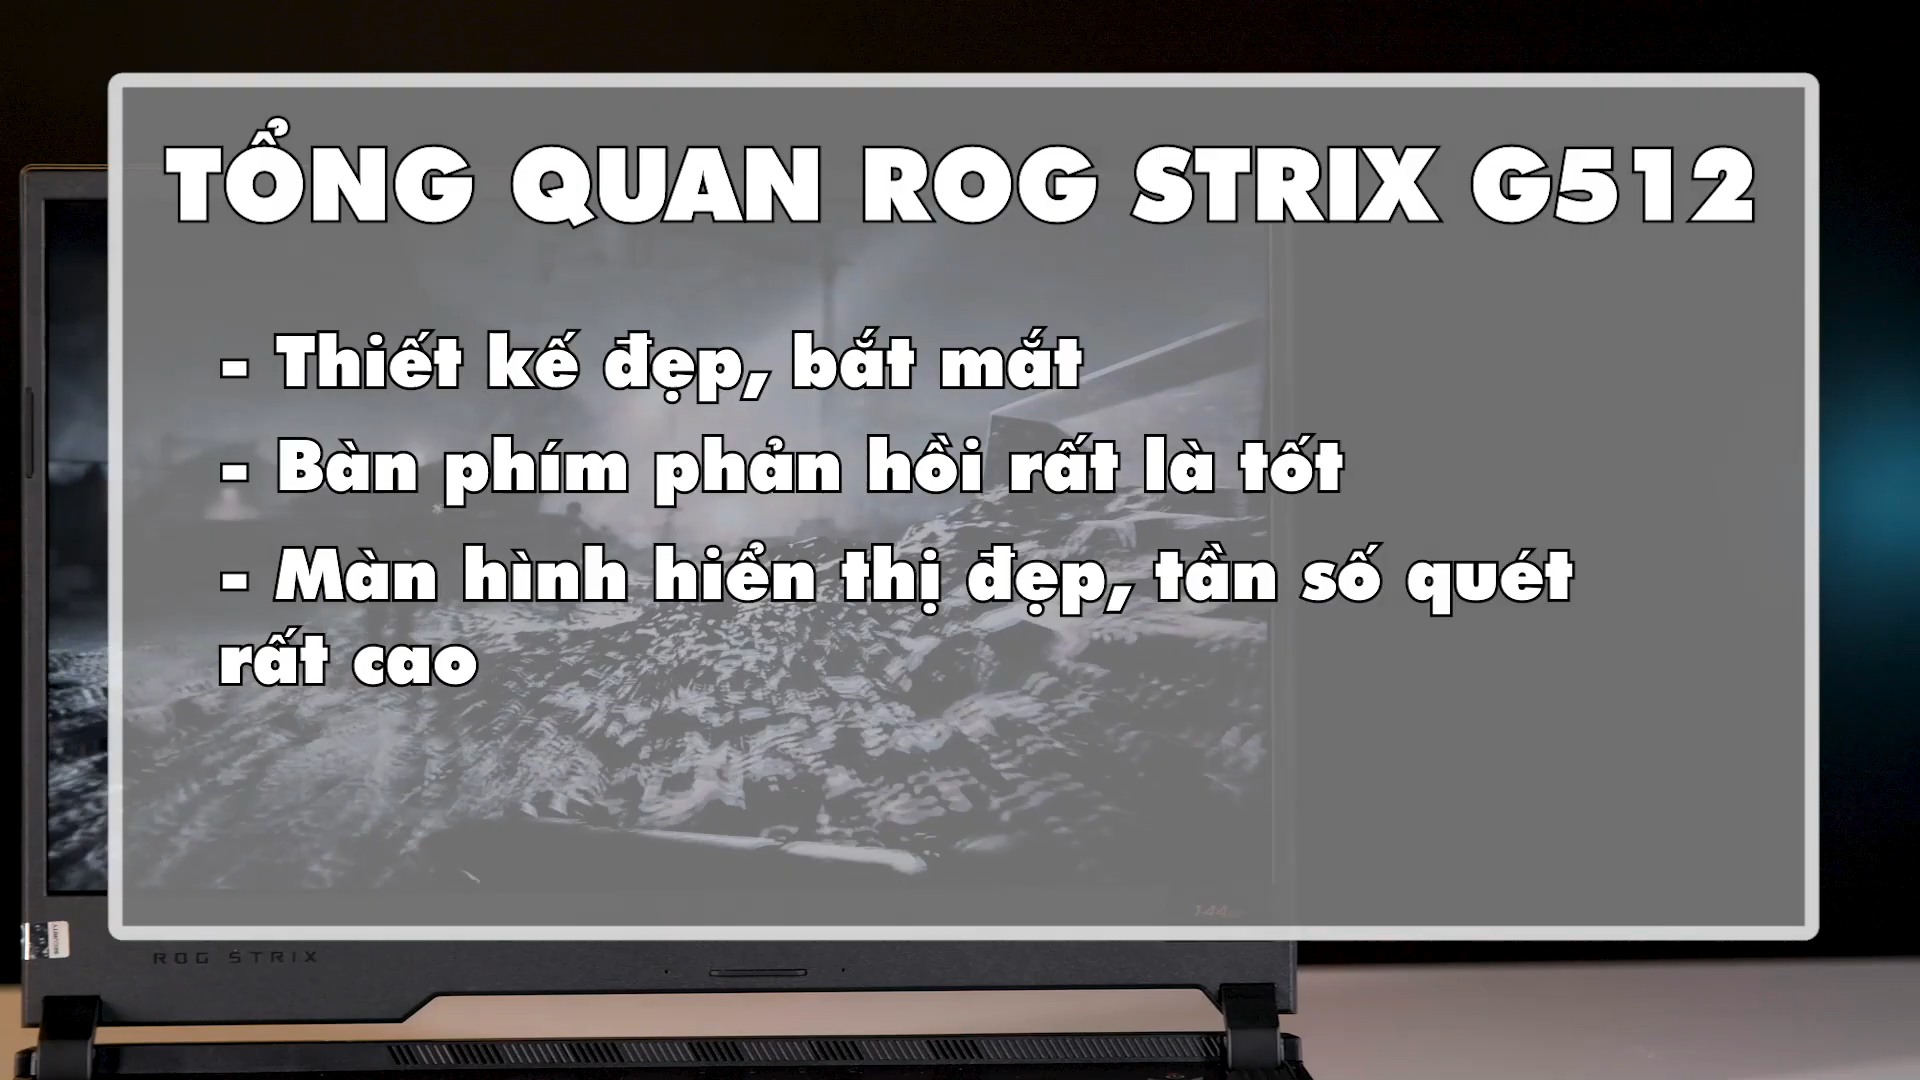 TỔNG QUAN ROG STRIX G512
- Thiết kế đẹp, bắt mắt
- Bàn phím phản hồi rất là tốt
- Màn hình hiển thị đẹp, tần số quét
rất cao
144
ROG STRIX